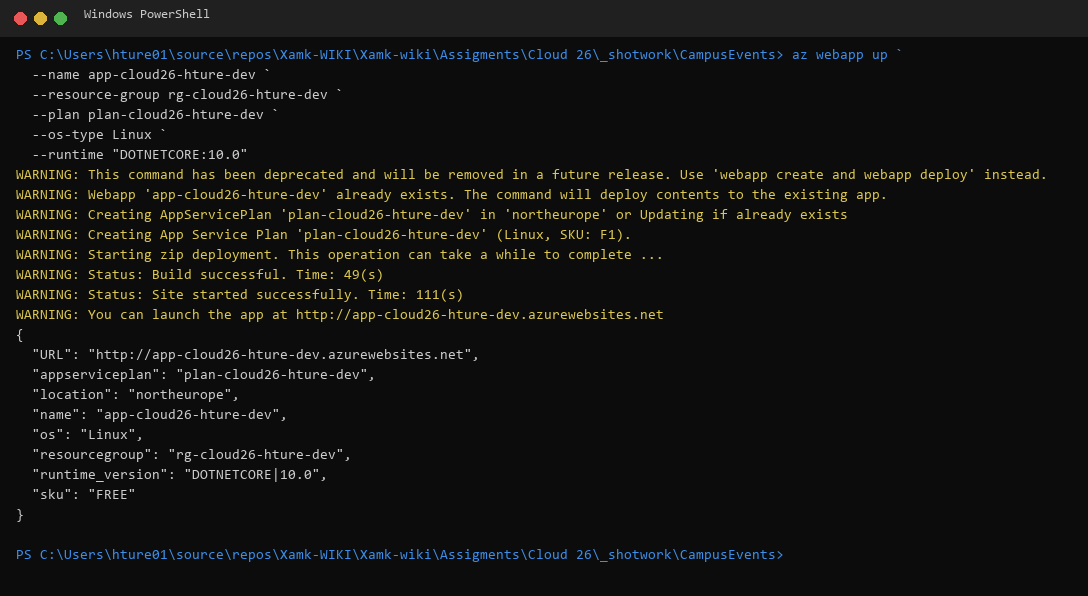 Windows PowerShell
PS C:\Users\hture01\source\repos\Xamk-WIKI\Xamk-wiki\Assigments\Cloud 26\_shotwork\CampusEvents> az webapp up `
  --name app-cloud26-hture-dev `
  --resource-group rg-cloud26-hture-dev `
  --plan plan-cloud26-hture-dev `
  --os-type Linux `
  --runtime "DOTNETCORE:10.0"
WARNING: This command has been deprecated and will be removed in a future release. Use 'webapp create and webapp deploy' instead.
WARNING: Webapp 'app-cloud26-hture-dev' already exists. The command will deploy contents to the existing app.
WARNING: Creating AppServicePlan 'plan-cloud26-hture-dev' in 'northeurope' or Updating if already exists
WARNING: Creating App Service Plan 'plan-cloud26-hture-dev' (Linux, SKU: F1).
WARNING: Starting zip deployment. This operation can take a while to complete ...
WARNING: Status: Build successful. Time: 49(s)
WARNING: Status: Site started successfully. Time: 111(s)
WARNING: You can launch the app at http://app-cloud26-hture-dev.azurewebsites.net
{
  "URL": "http://app-cloud26-hture-dev.azurewebsites.net",
  "appserviceplan": "plan-cloud26-hture-dev",
  "location": "northeurope",
  "name": "app-cloud26-hture-dev",
  "os": "Linux",
  "resourcegroup": "rg-cloud26-hture-dev",
  "runtime_version": "DOTNETCORE|10.0",
  "sku": "FREE"
}
PS C:\Users\hture01\source\repos\Xamk-WIKI\Xamk-wiki\Assigments\Cloud 26\_shotwork\CampusEvents>